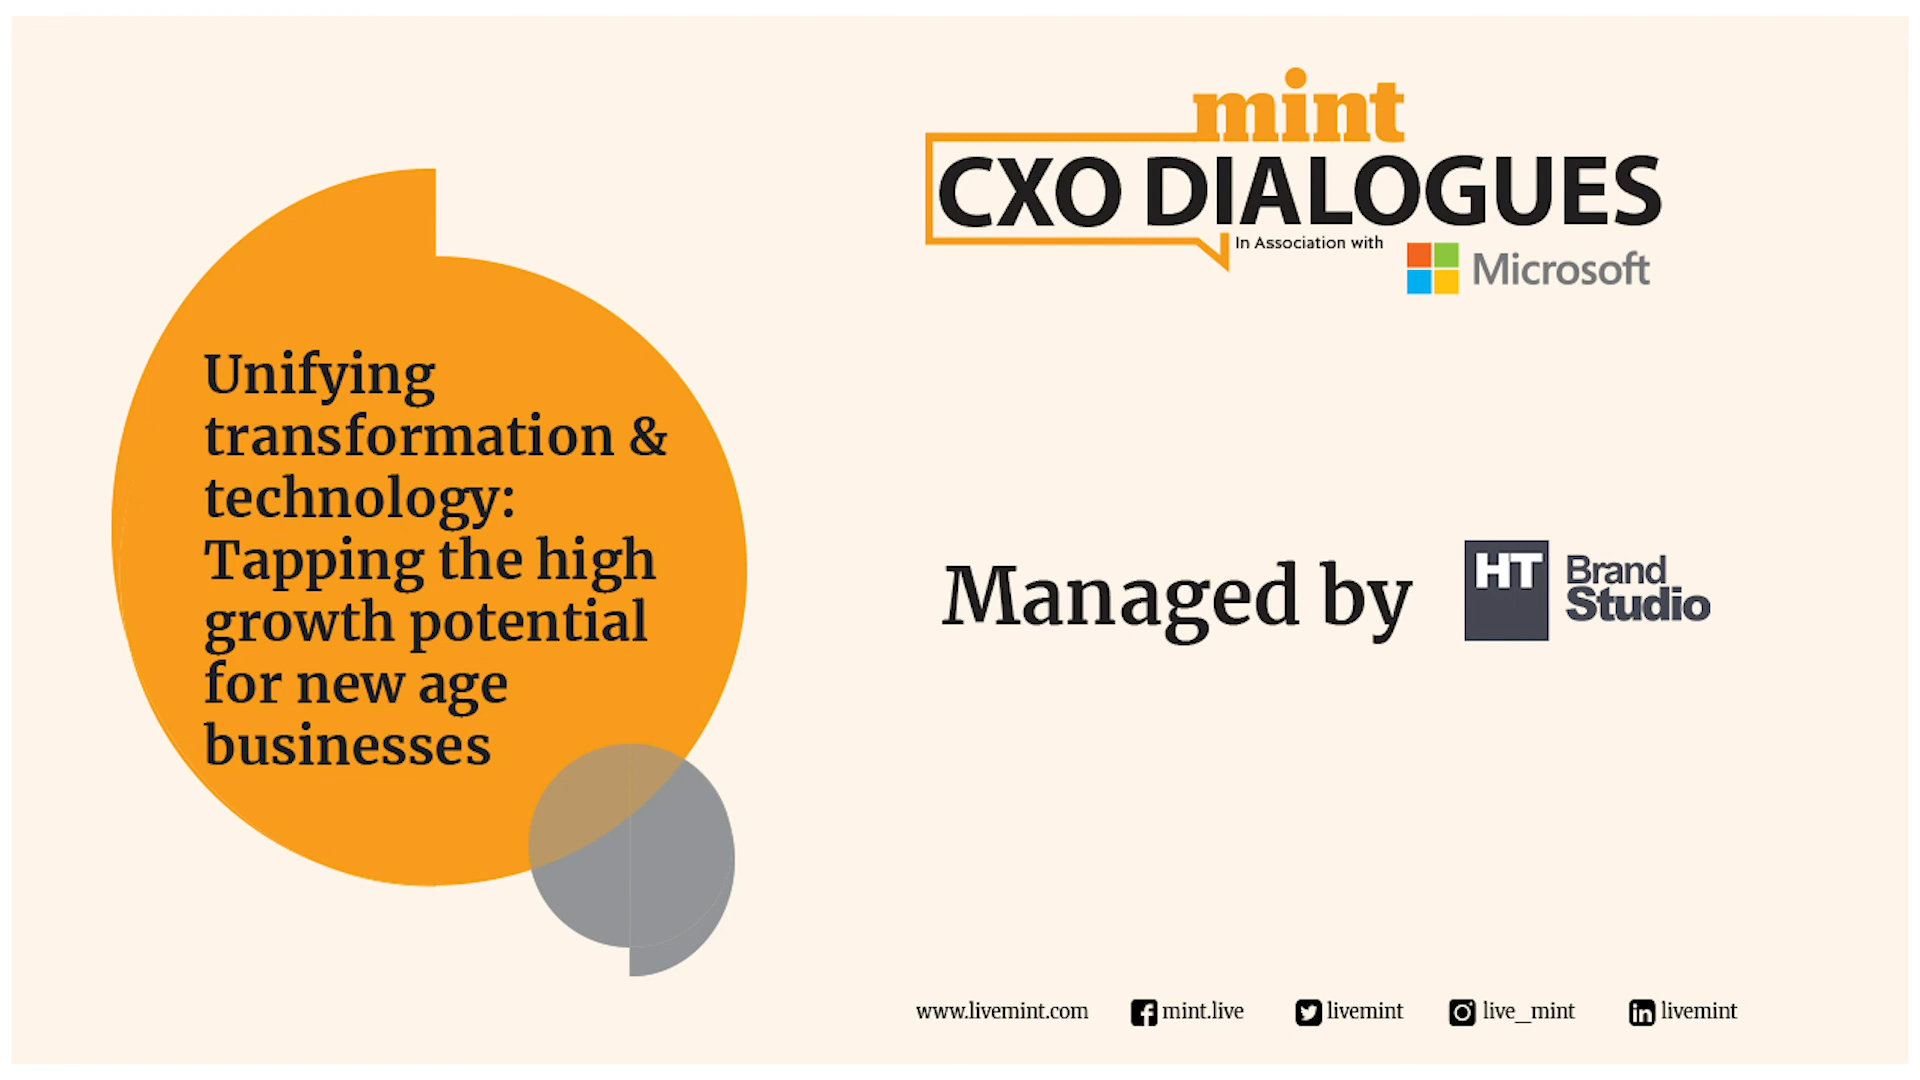 mint
CXO DIALOGUES
In Association with
Microsoft
Unifying
transformation &
technology:
Tapping the high
growth potential
for new age
businesses
Managed by
HT Brand
Studio
www.livemint.com mint.live livemint live_mint livemint